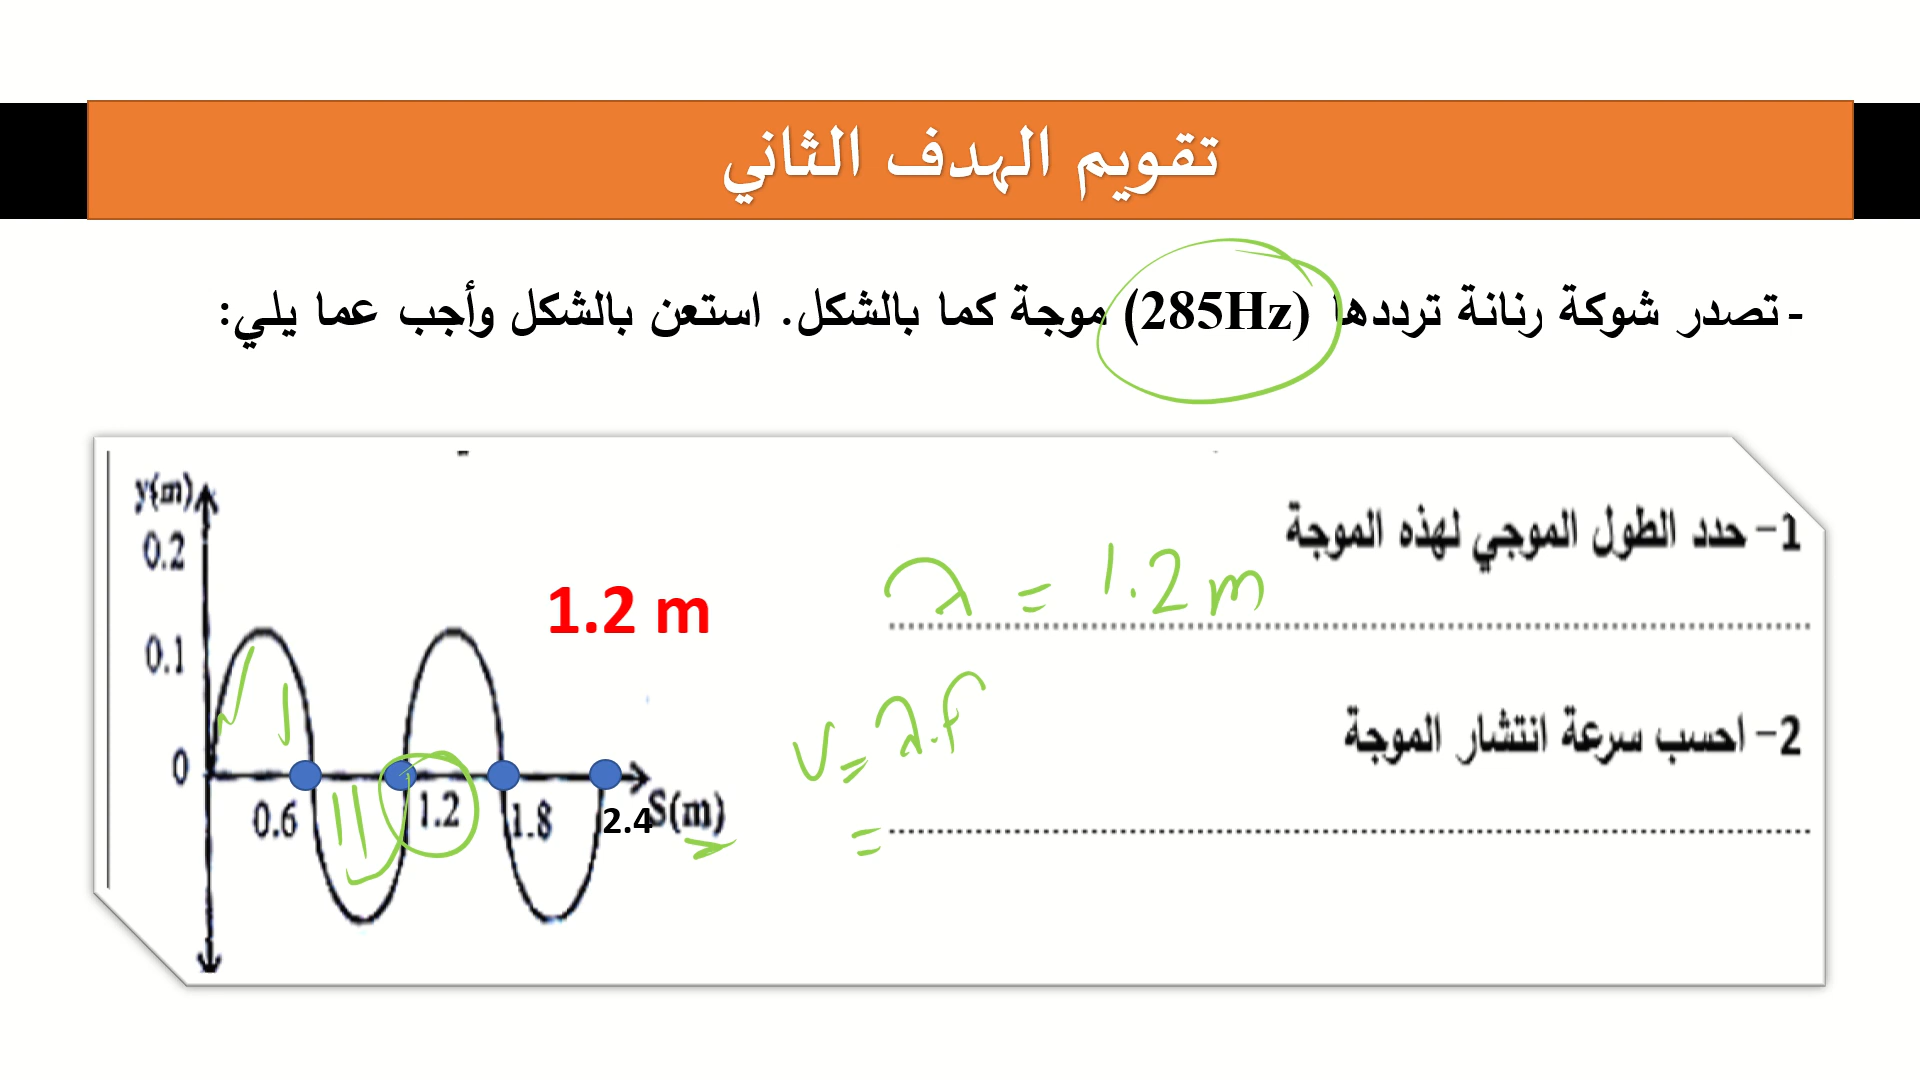 تقويم الهدف الثاني
- تصدر شوكة رنانة ترددها (285Hz) موجة كما بالشكل. استعن بالشكل وأجب عما يلي:
1- حدد الطول الموجي لهذه الموجة
λ = 1.2 m
2- احسب سرعة انتشار الموجة
v = λ.f
=
y(m)
0.2
1.2 m
0.1
0
0.6
1.2
1.8
2.4
S(m)